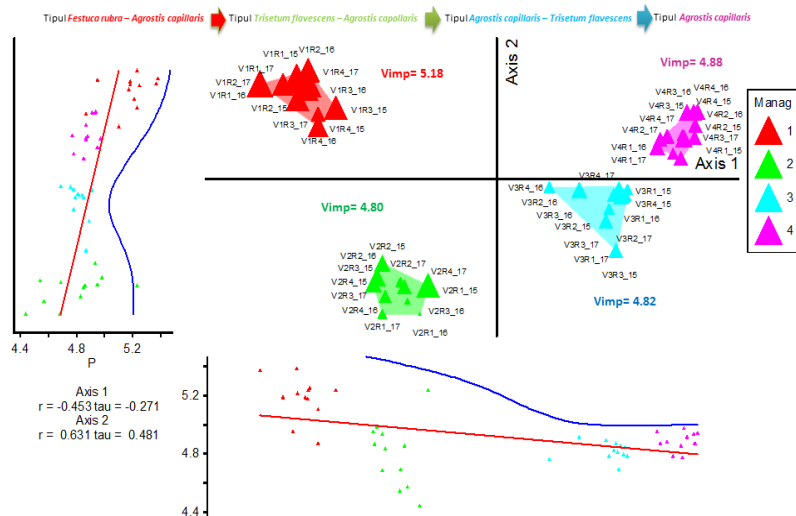 Tipul Festuca rubra – Agrostis capillaris Tipul Trisetum flavescens – Agrostis capollaris Tipul Agrostis capillaris – Trisetum flavescens Tipul Agrostis capillaris
Vimp= 5.18
Axis 2
Vimp= 4.88
V1R2_16
V1R1_15
V1R1_17
V1R4_17
V1R2_17
V1R1_16
V1R2_15
V1R3_15
V1R3_17
V1R4_15
V1R4_16
V4R3_16
V4R4_16
V4R3_15
V4R4_15
V4R4_17
V4R2_16
V4R2_17
V4R2_15
V4R3_17
V4R1_16
V4R1_15
V4R1_17
Axis 1
Manag
1
2
3
4
V3R4_17
V3R4_16
V3R1_15
V3R2_16
V3R4_15
V3R3_16
V3R1_16
V3R2_15
V3R2_17
V3R1_17
V3R3_15
Vimp= 4.80
Vimp= 4.82
V2R2_15
V2R2_16
V2R2_17
V2R3_15
V2R4_17
V2R4_15
V2R1_15
V2R3_17
V2R4_16
V2R3_16
V2R1_17
V2R1_16
4.4 4.8 5.2
P
Axis 1
r = -0.453 tau = -0.271
Axis 2
r = 0.631 tau = 0.481
5.2
4.8
4.4